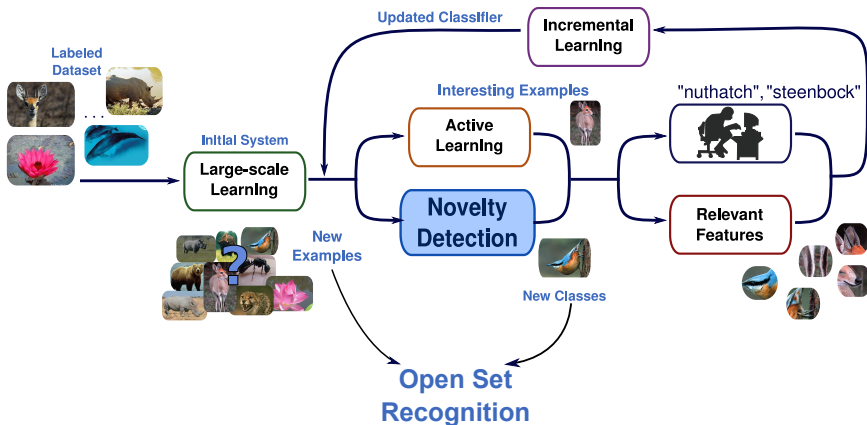 Updated Classifier
Incremental
Learning
Labeled
Dataset
. . .
Interesting Examples
"nuthatch", "steenbock"
Initial System
Large-scale
Learning
Active
Learning
Novelty
Detection
Relevant
Features
?
New
Examples
New Classes
Open Set
Recognition